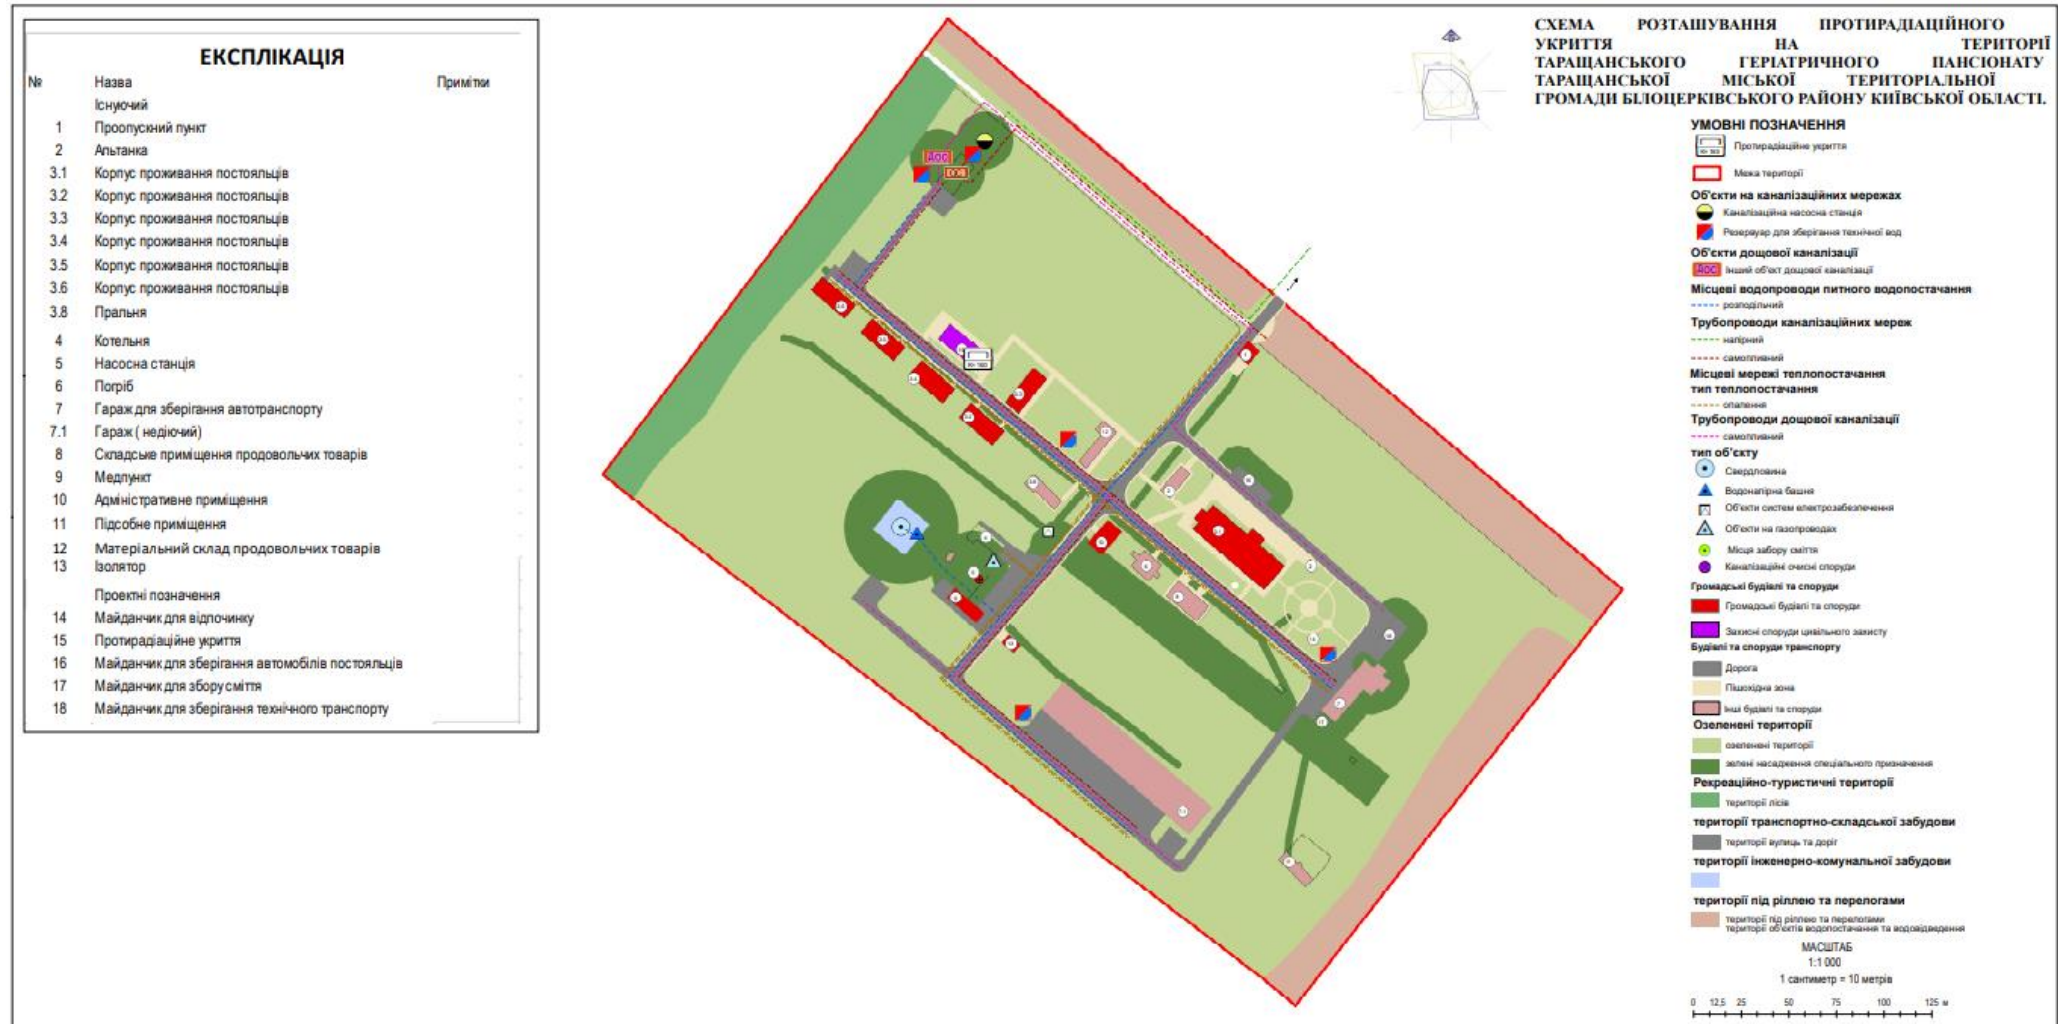 ЕКСПЛІКАЦІЯ
№ Назва Примітки
Існуючий
1 Проопускний пункт
2 Альтанка
3.1 Корпус проживання постояльців
3.2 Корпус проживання постояльців
3.3 Корпус проживання постояльців
3.4 Корпус проживання постояльців
3.5 Корпус проживання постояльців
3.6 Корпус проживання постояльців
3.8 Пральня
4 Котельня
5 Насосна станція
6 Погріб
7 Гараж для зберігання автотранспорту
7.1 Гараж ( недіючий)
8 Складське приміщення продовольчих товарів
9 Медпункт
10 Адміністративне приміщення
11 Підсобне приміщення
12 Матеріальний склад продовольчих товарів
13 Ізолятор
Проектні позначення
14 Майданчик для відпочинку
15 Протирадіаційне укриття
16 Майданчик для зберігання автомобілів постояльців
17 Майданчик для збору сміття
18 Майданчик для зберігання технічного транспорту
СХЕМА РОЗТАШУВАННЯ ПРОТИРАДІАЦІЙНОГО
УКРИТТЯ НА ТЕРИТОРІЇ
ТАРАЩАНСЬКОГО ГЕРІАТРИЧНОГО ПАНСІОНАТУ
ТАРАЩАНСЬКОЇ МІСЬКОЇ ТЕРИТОРІАЛЬНОЇ
ГРОМАДИ БІЛОЦЕРКІВСЬКОГО РАЙОНУ КИЇВСЬКОЇ ОБЛАСТІ.
УМОВНІ ПОЗНАЧЕННЯ
Протирадіаційне укриття
Межа території
Об'єкти на каналізаційних мережах
Каналізаційна насосна станція
Резервуар для зберігання технічної вод
Об'єкти дощової каналізації
ДОС Інший об'єкт дощової каналізації
Місцеві водопроводи питного водопостачання
розподільчий
Трубопроводи каналізаційних мереж
напірний
самопливний
Місцеві мережі теплопостачання
тип теплопостачання
опалення
Трубопроводи дощової каналізації
самопливний
тип об'єкту
Свердловина
Водонапірна башня
Об'єкти систем електрозабезпечення
Об'єкти на газопроводах
Місця забору сміття
Каналізаційні очисні споруди
Громадські будівлі та споруди
Громадські будівлі та споруди
Захисні споруди цивільного захисту
Будівлі та споруди транспорту
Дорога
Пішохідна зона
Інші будівлі та споруди
Озеленені території
озеленені території
зелені насадження спеціального призначення
Рекреаційно-туристичні території
території лісів
території транспортно-складської забудови
території вулиць та доріг
території інженерно-комунальної забудови
території під ріллею та перелогами
території під ріллею та перелогами
території об'єктів водопостачання та водовідведення
МАСШТАБ
1:1 000
1 сантиметр = 10 метрів
0 12,5 25 50 75 100 125 м